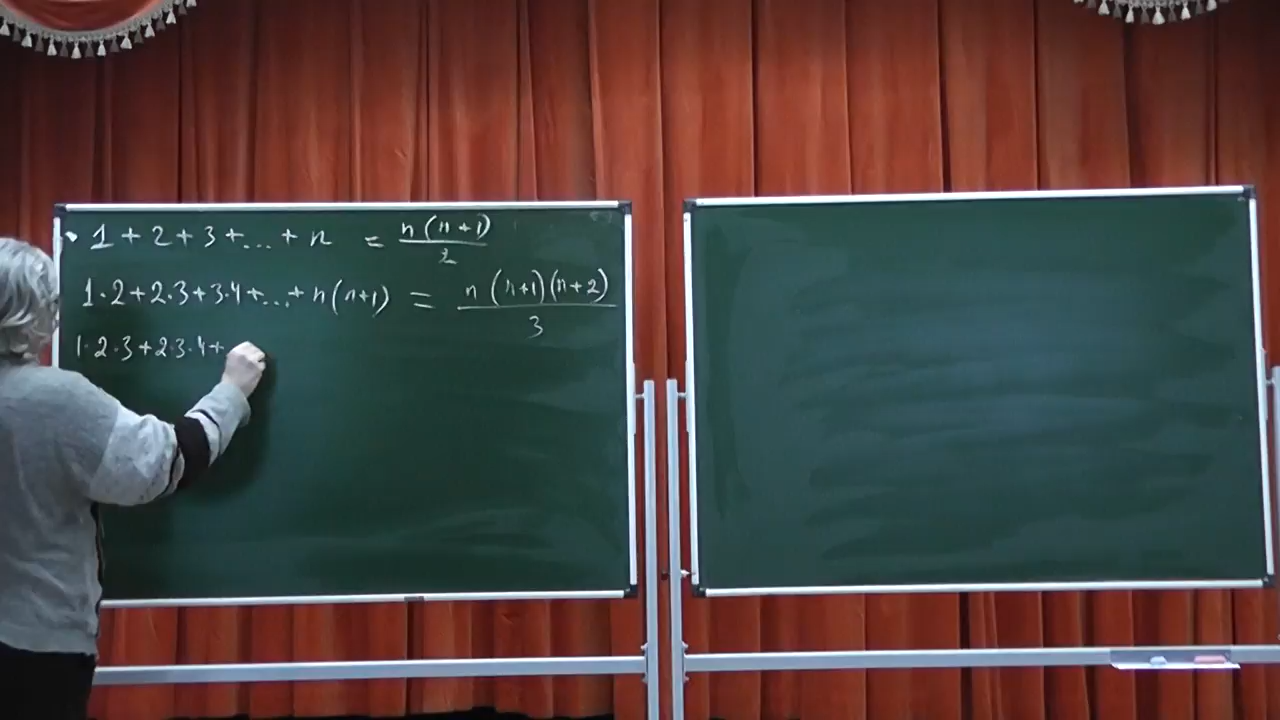 1 + 2 + 3 + ... + n = n(n+1)/2
1·2+2·3+3·4+...+n(n+1) = n(n+1)(n+2)/3
1·2·3+2·3·4+